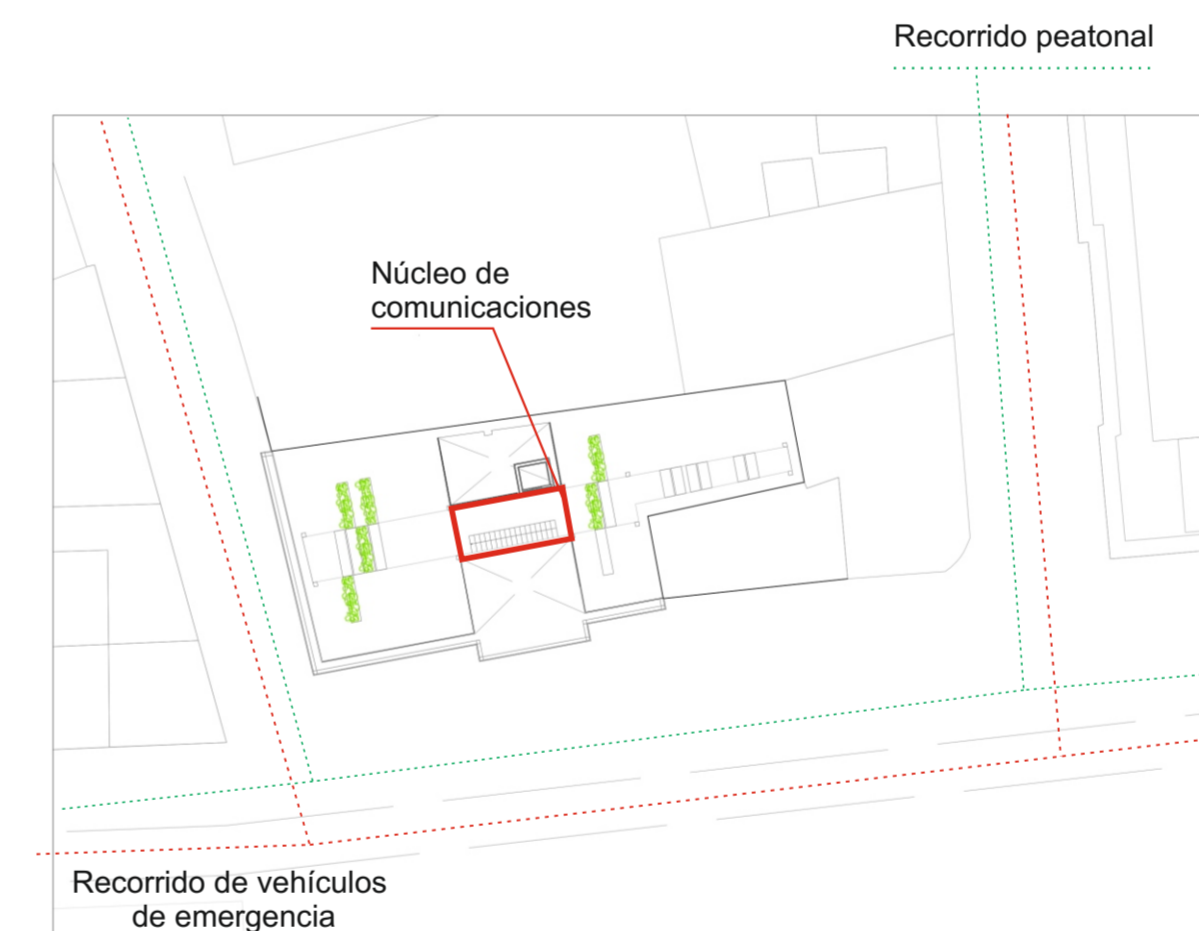 Recorrido peatonal
Núcleo de
comunicaciones
Recorrido de vehículos
de emergencia